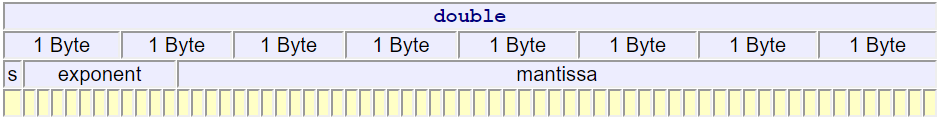 double
1 Byte 1 Byte 1 Byte 1 Byte 1 Byte 1 Byte 1 Byte 1 Byte
s exponent mantissa